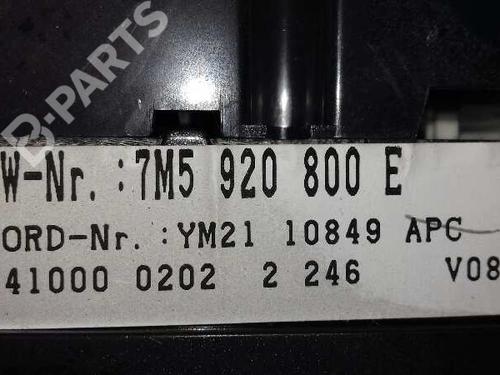 B-PARTS
W-Nr. :7M5 920 800 E
ORD-Nr. :YM21 10849 APC
41000 0202 2 246 V08